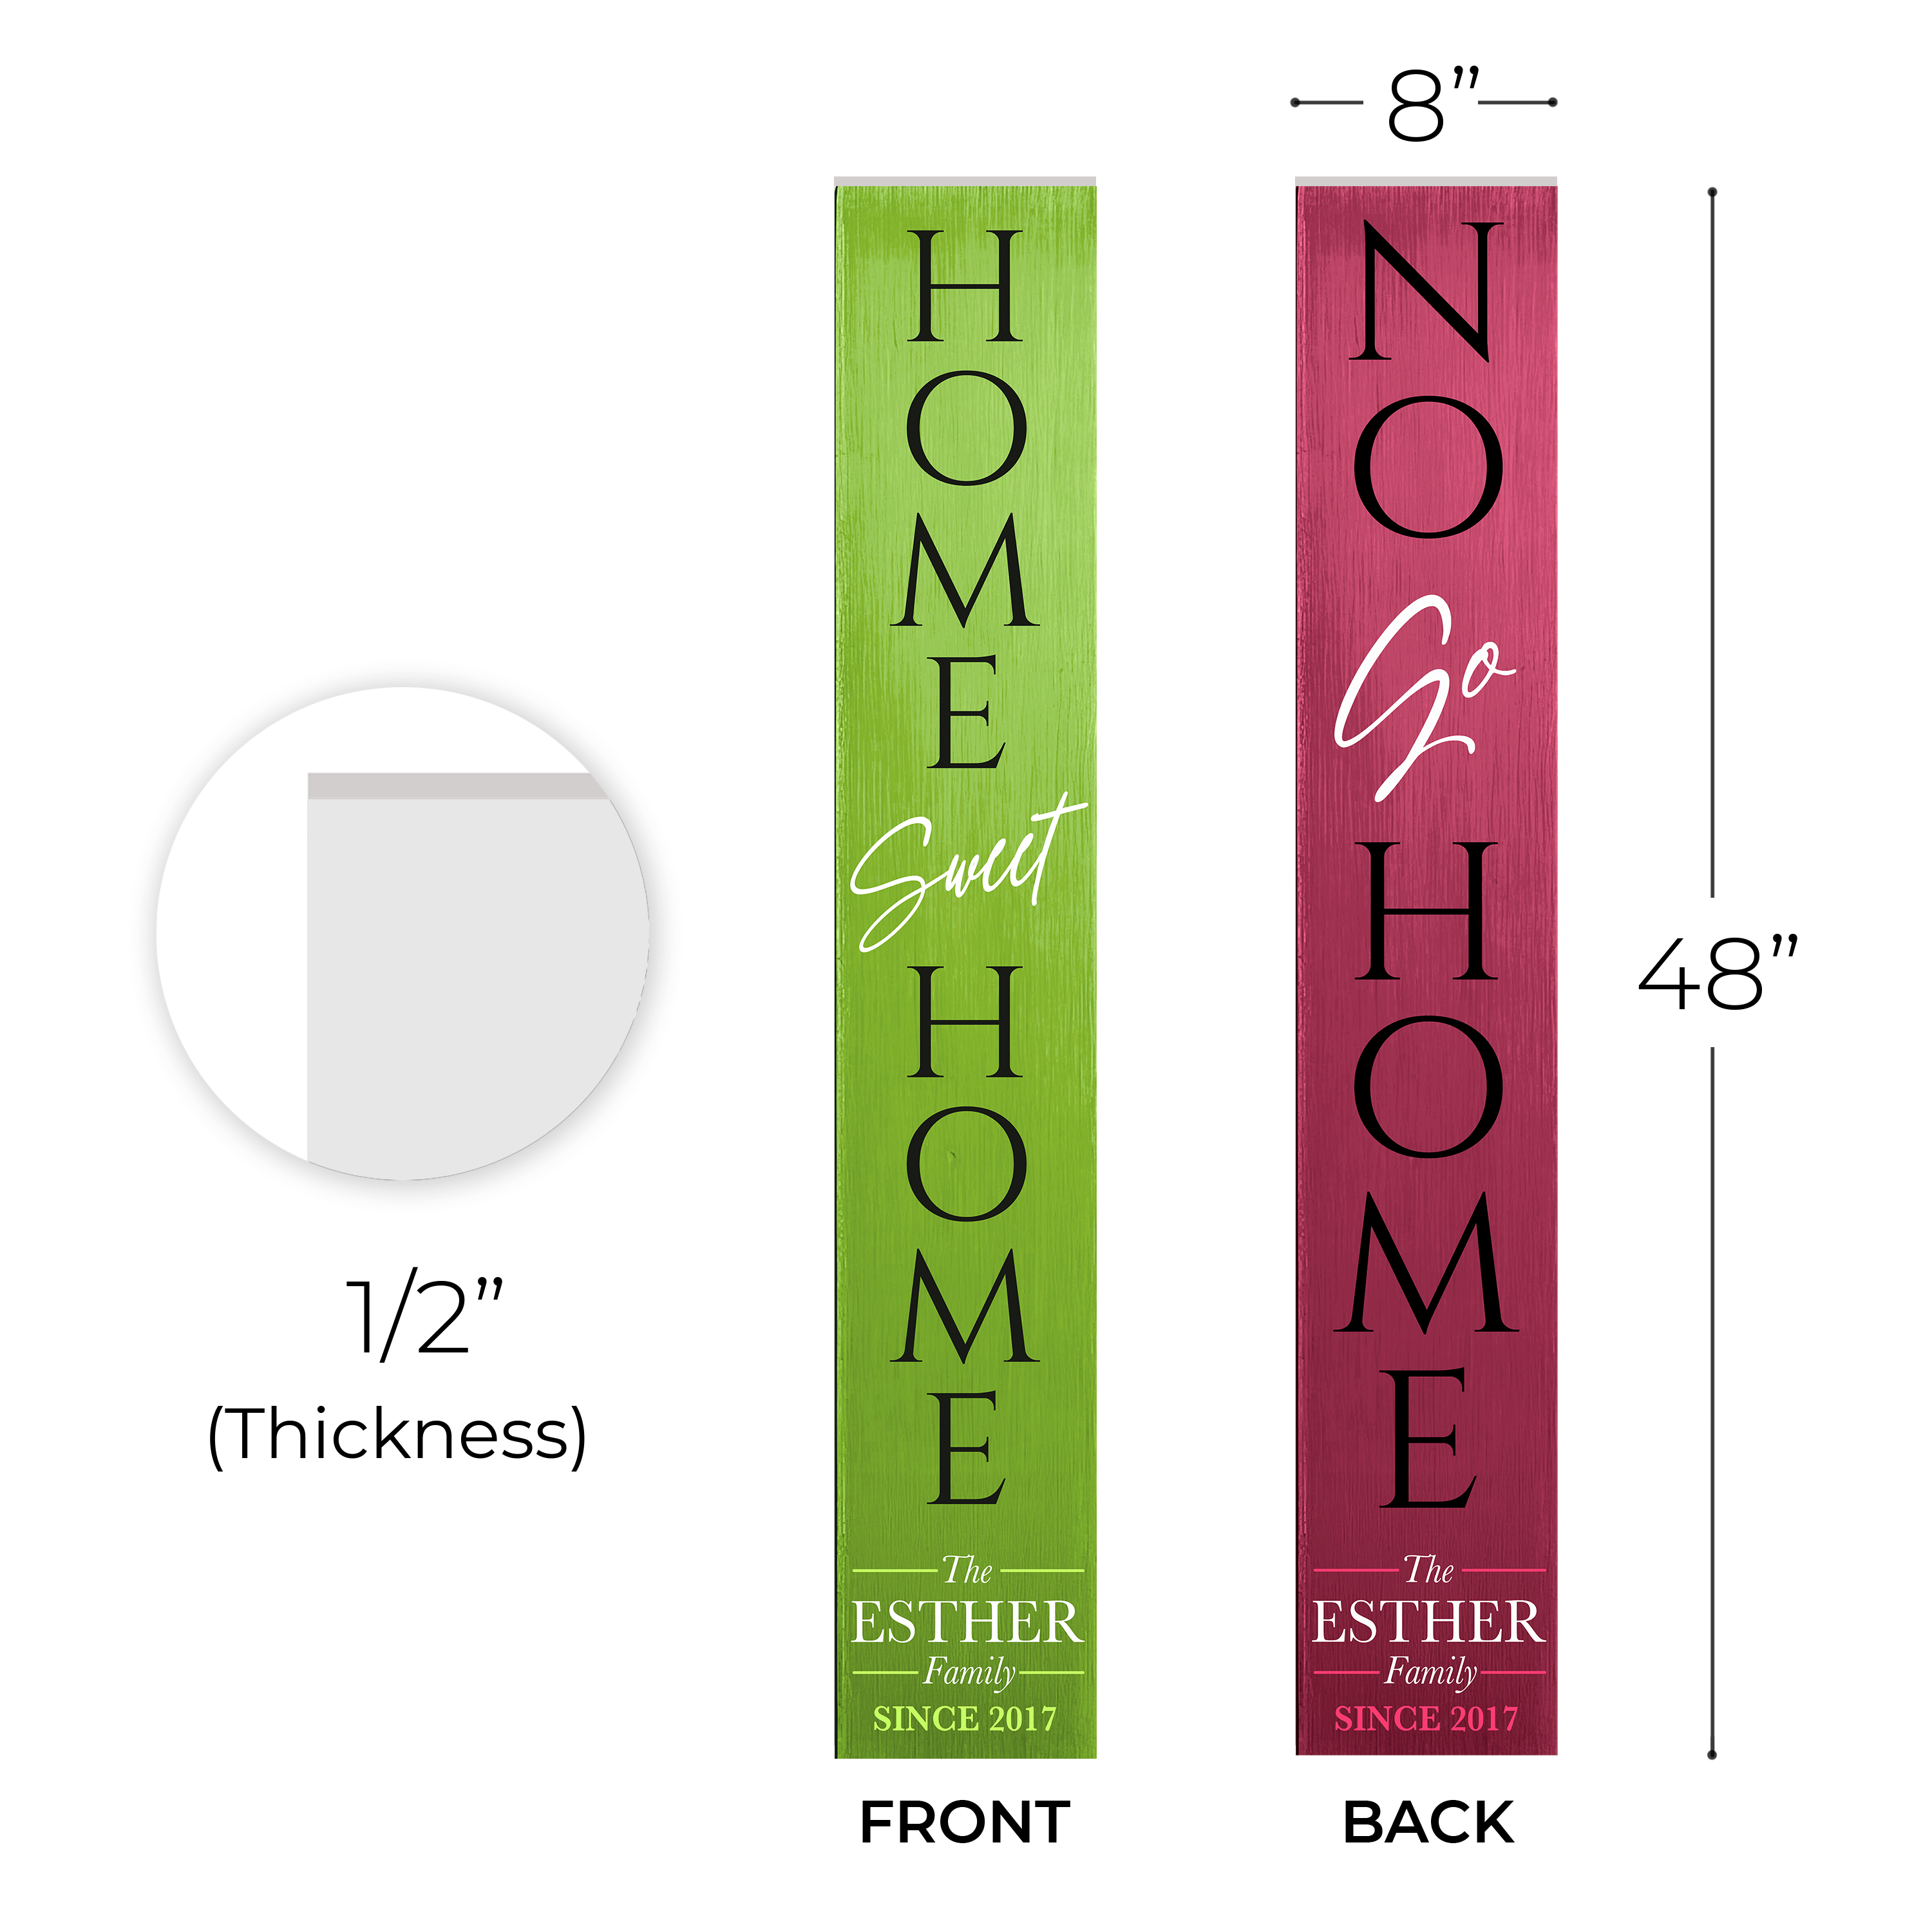 8”
HOME
Sweet
HOME
The
ESTHER
Family
SINCE 2017
FRONT
NO
Go
HOME
The
ESTHER
Family
SINCE 2017
BACK
48”
1/2”
(Thickness)